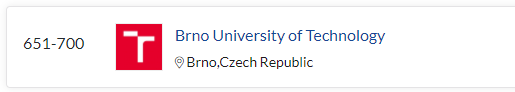 651-700
Brno University of Technology
Brno,Czech Republic